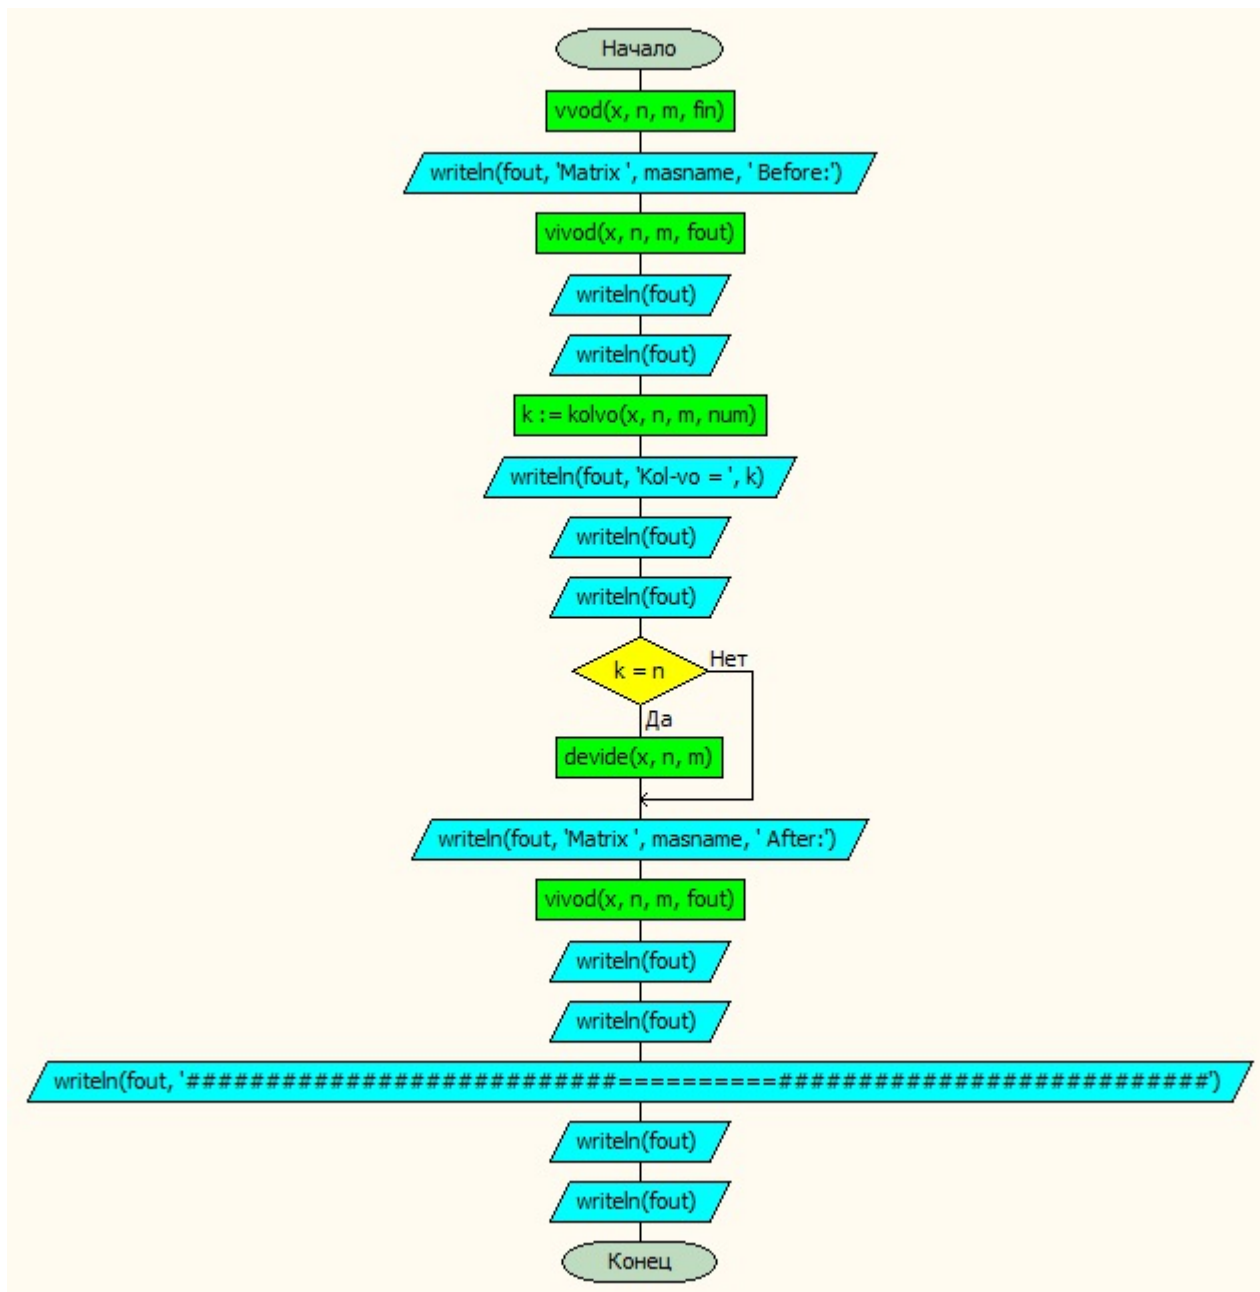 Начало
vvod(x, n, m, fin)
writeln(fout, 'Matrix ', masname, ' Before:')
vivod(x, n, m, fout)
writeln(fout)
writeln(fout)
k := kolvo(x, n, m, num)
writeln(fout, 'Kol-vo = ', k)
writeln(fout)
writeln(fout)
k = n
Нет
Да
devide(x, n, m)
writeln(fout, 'Matrix ', masname, ' After:')
vivod(x, n, m, fout)
writeln(fout)
writeln(fout)
writeln(fout, '###########################==========###########################')
writeln(fout)
writeln(fout)
Конец